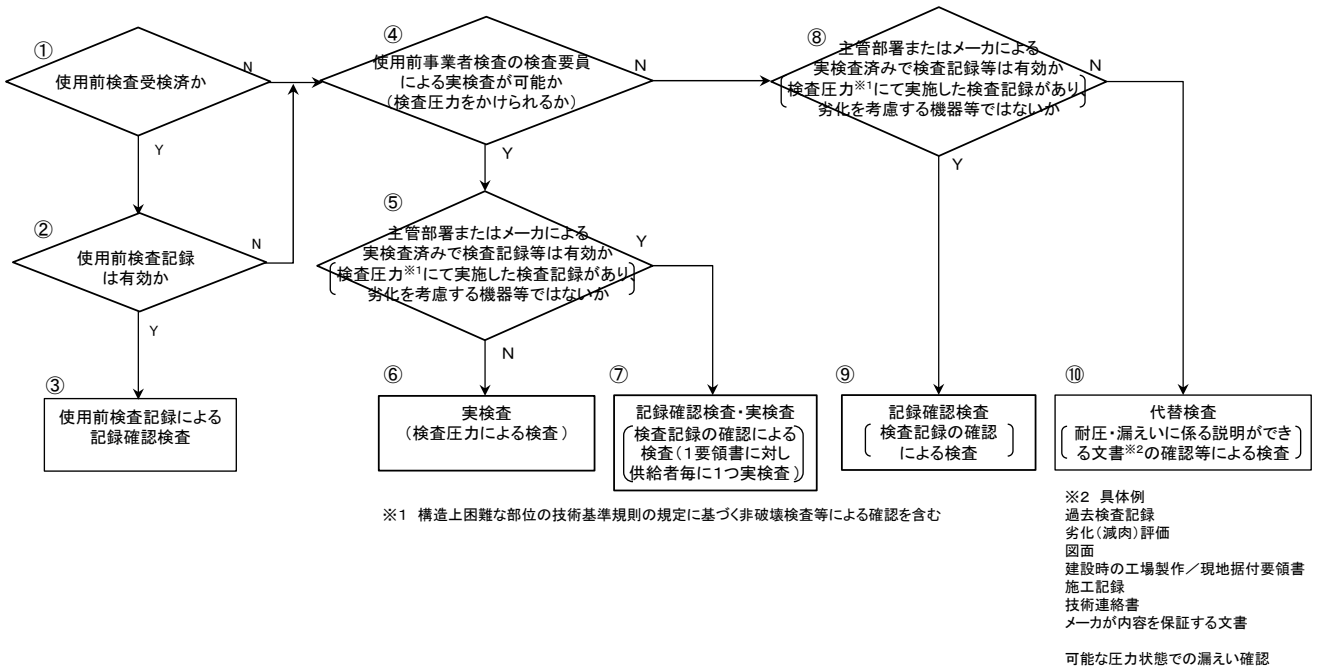 ①
使用前検査受検済か
N
Y
②
使用前検査記録
は有効か
N
Y
③
使用前検査記録による
記録確認検査
④
使用前事業者検査の検査要員
による実検査が可能か
（検査圧力をかけられるか）
N
Y
⑤
主管部署またはメーカによる
実検査済みで検査記録等は有効か
検査圧力※1にて実施した検査記録があり、
劣化を考慮する機器等ではないか
Y
N
⑥
実検査
（検査圧力による検査）
⑦
記録確認検査・実検査
検査記録の確認による
検査（１要領書に対し
供給者毎に１つ実検査）
⑧
主管部署またはメーカによる
実検査済みで検査記録等は有効か
検査圧力※1にて実施した検査記録があり、
劣化を考慮する機器等ではないか
N
Y
⑨
記録確認検査
検査記録の確認
による検査
⑩
代替検査
耐圧・漏えいに係る説明ができ
る文書※2の確認等による検査
※１ 構造上困難な部位の技術基準規則の規定に基づく非破壊検査等による確認を含む
※２ 具体例
過去検査記録
劣化（減肉）評価
図面
建設時の工場製作／現地据付要領書
施工記録
技術連絡書
メーカが内容を保証する文書
可能な圧力状態での漏えい確認